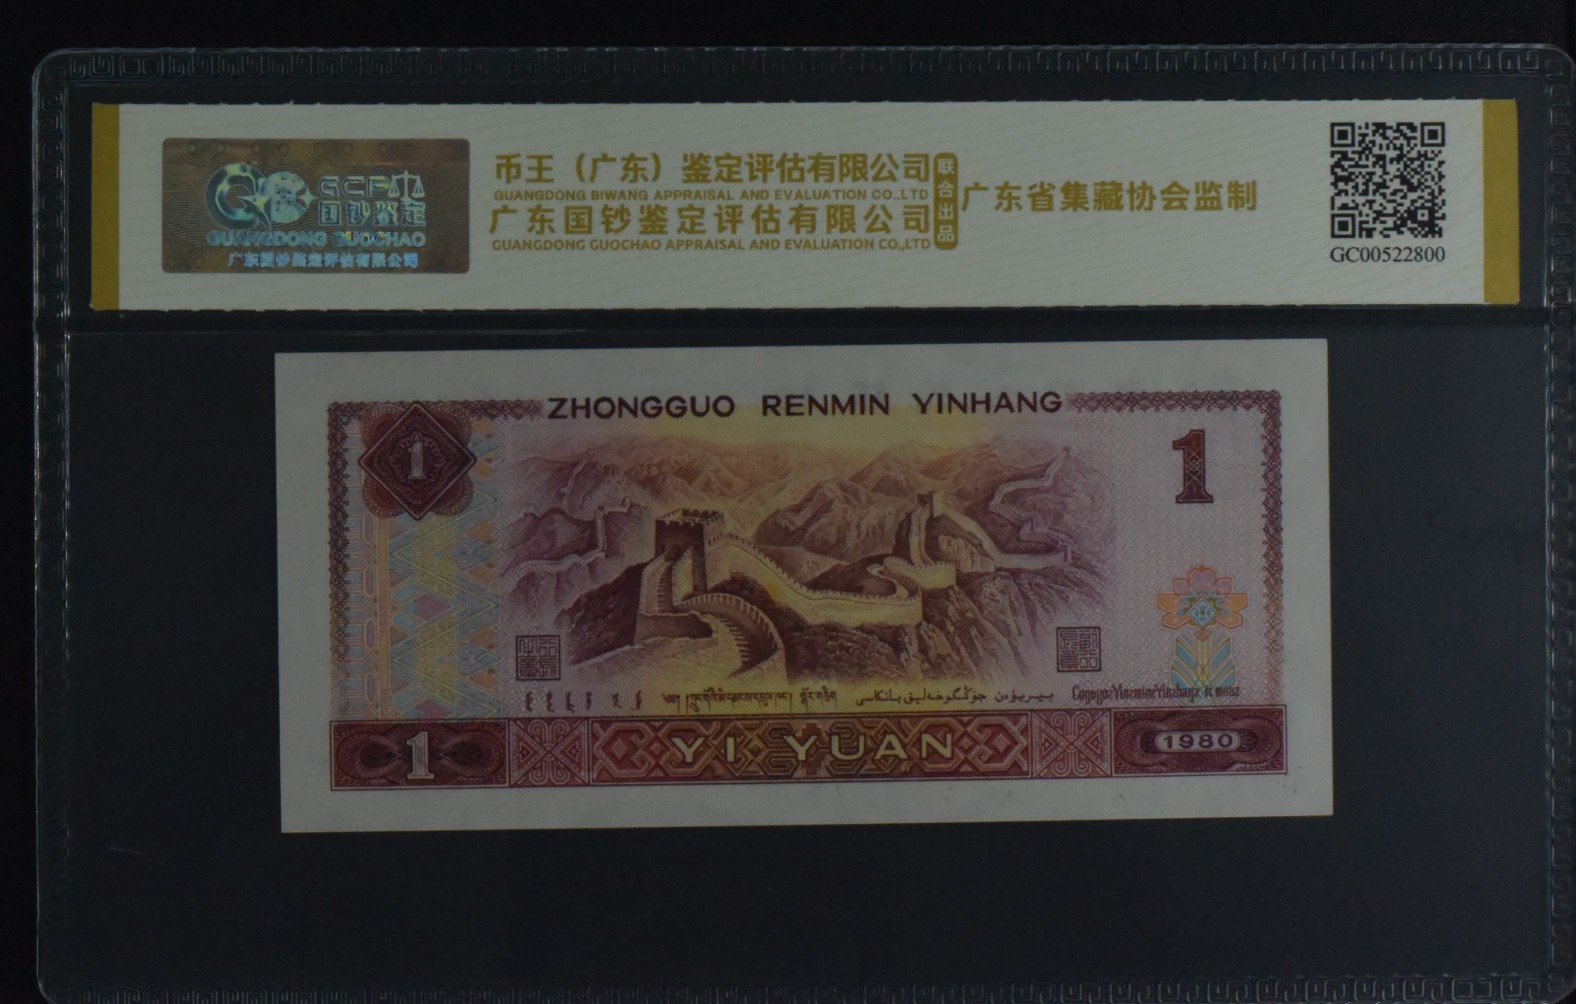 GCP
国钞鉴定
GUANGDONG GUOCHAO
广东国钞鉴定评估有限公司
币王（广东）鉴定评估有限公司
GUANGDONG BIWANG APPRAISAL AND EVALUATION CO.,LTD
广东国钞鉴定评估有限公司
GUANGDONG GUOCHAO APPRAISAL AND EVALUATION CO.,LTD
联合出品
广东省集藏协会监制
GC00522800
ZHONGGUO RENMIN YINHANG
1
1
1
YI YUAN
1980